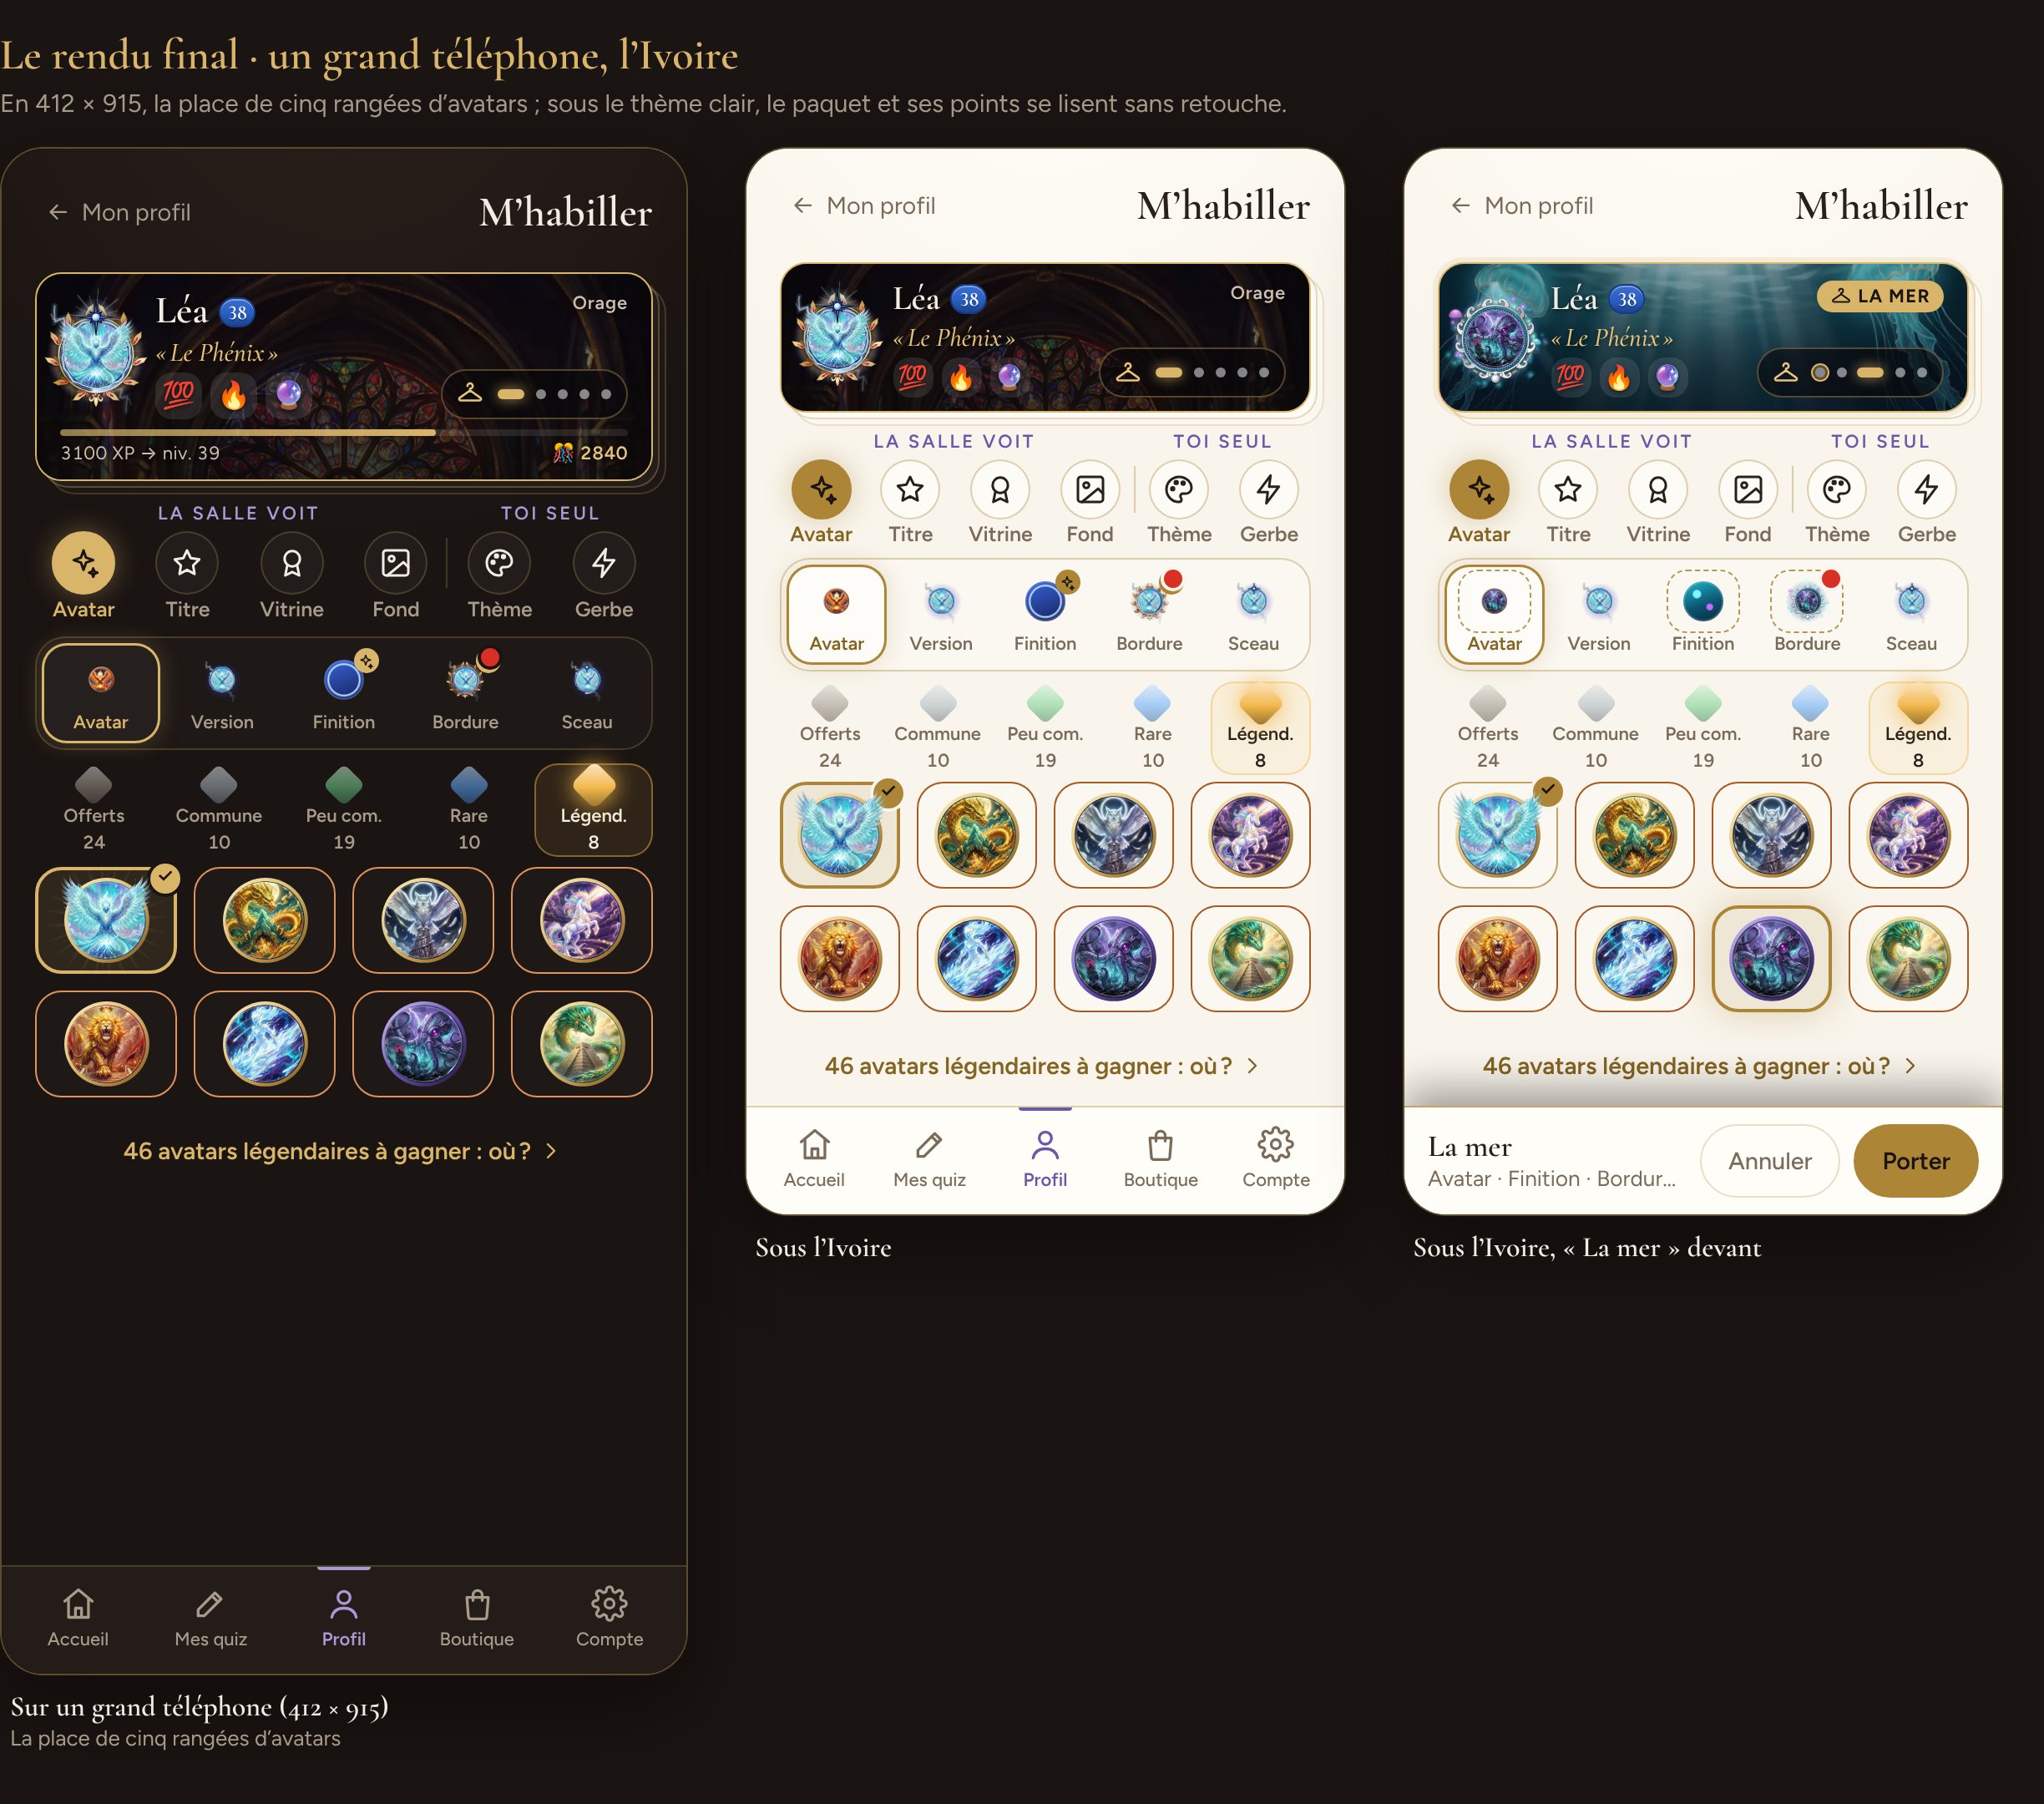 Le rendu final · un grand téléphone, l’Ivoire
En 412 × 915, la place de cinq rangées d’avatars ; sous le thème clair, le paquet et ses points se lisent sans retouche.
← Mon profil
M’habiller
Léa 38
Orage
« Le Phénix »
3100 XP → niv. 39
2840
LA SALLE VOIT
TOI SEUL
Avatar Titre Vitrine Fond Thème Gerbe
Avatar Version Finition Bordure Sceau
Offerts Commune Peu com. Rare Légend.
24 10 19 10 8
46 avatars légendaires à gagner : où ? >
Accueil Mes quiz Profil Boutique Compte
Sur un grand téléphone (412 × 915)
La place de cinq rangées d’avatars
← Mon profil
M’habiller
Léa 38
Orage
« Le Phénix »
LA SALLE VOIT
TOI SEUL
Avatar Titre Vitrine Fond Thème Gerbe
Avatar Version Finition Bordure Sceau
Offerts Commune Peu com. Rare Légend.
24 10 19 10 8
46 avatars légendaires à gagner : où ? >
Accueil Mes quiz Profil Boutique Compte
Sous l’Ivoire
← Mon profil
M’habiller
Léa 38
LA MER
« Le Phénix »
LA SALLE VOIT
TOI SEUL
Avatar Titre Vitrine Fond Thème Gerbe
Avatar Version Finition Bordure Sceau
Offerts Commune Peu com. Rare Légend.
24 10 19 10 8
46 avatars légendaires à gagner : où ? >
La mer
Avatar · Finition · Bordur...
Annuler
Porter
Sous l’Ivoire, « La mer » devant